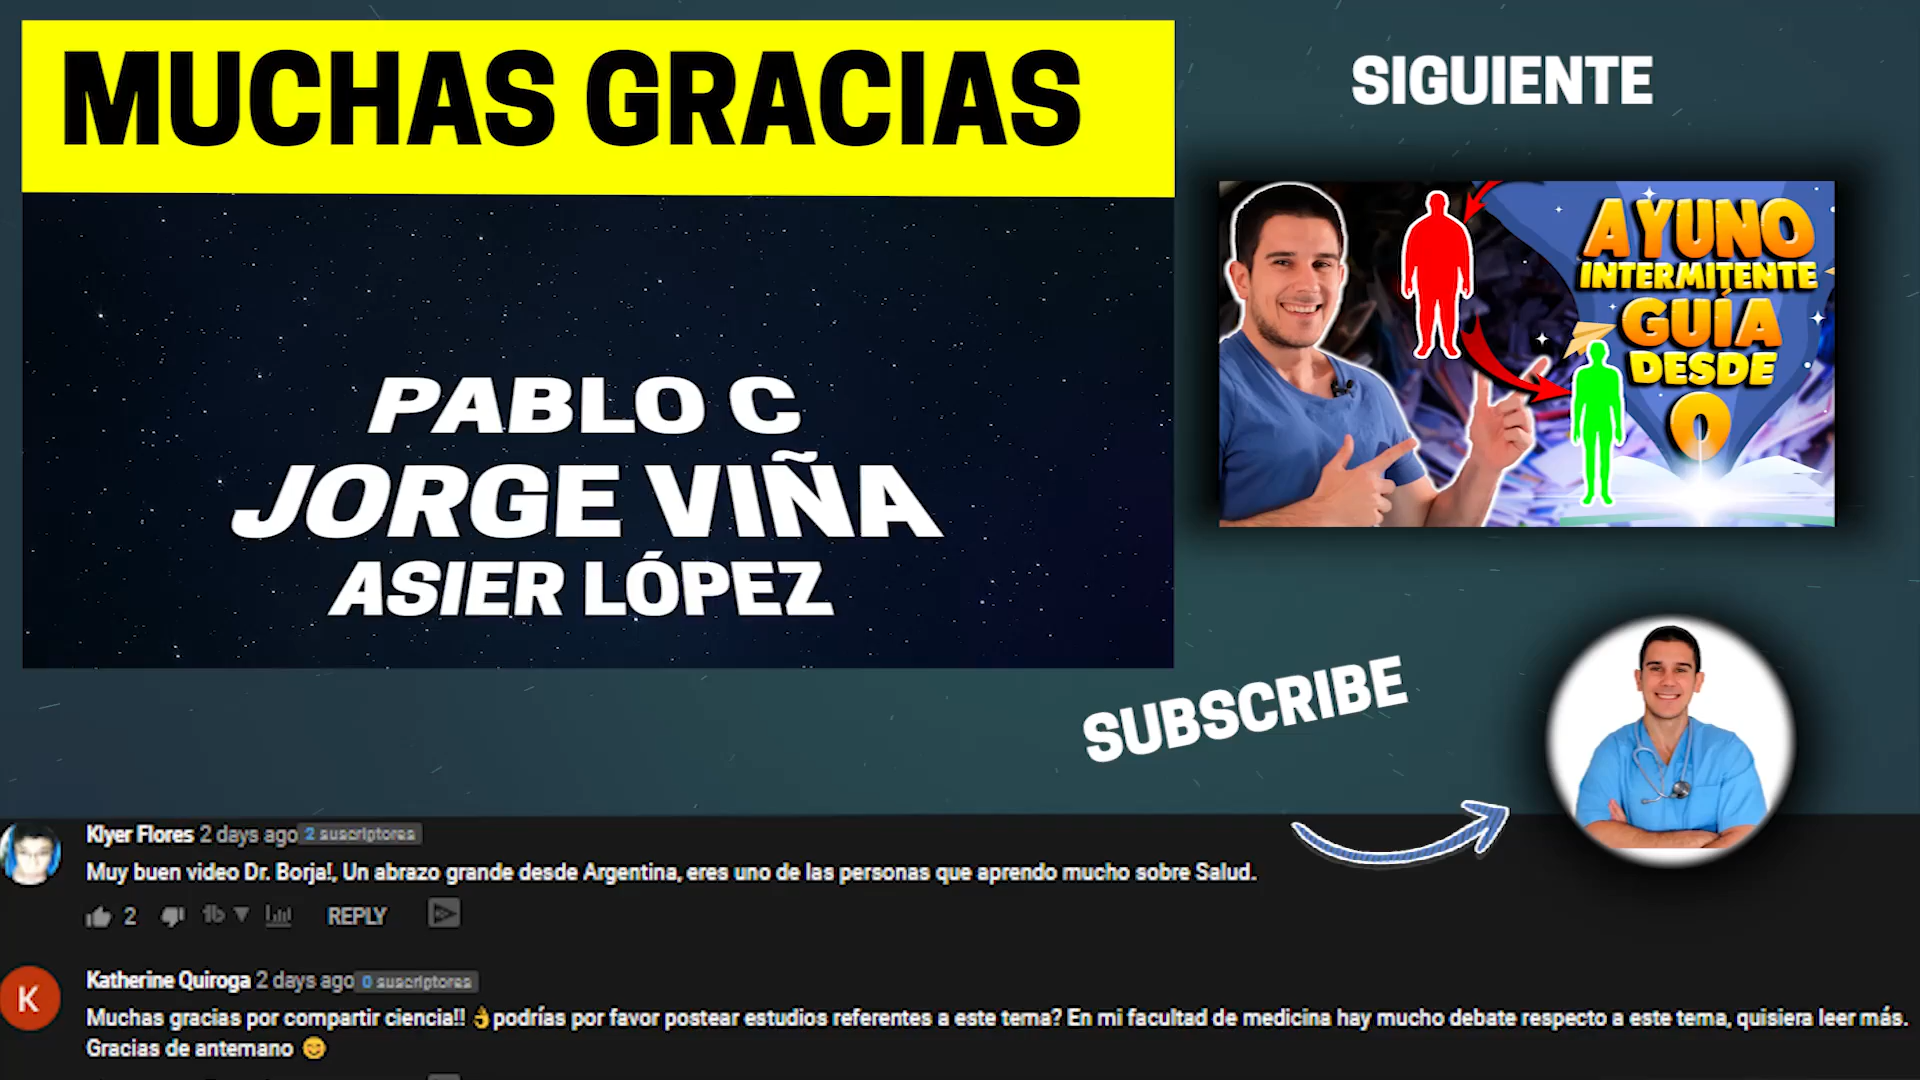 MUCHAS GRACIAS
PABLO C
JORGE VIÑA
ASIER LÓPEZ
SIGUIENTE
AYUNO
INTERMITENTE
GUÍA
DESDE
0
SUBSCRIBE
Klyer Flores 2 days ago 2 suscriptores
Muy buen video Dr. Borja!, Un abrazo grande desde Argentina, eres uno de las personas que aprendo mucho sobre Salud.
2 REPLY
K
Katherine Quiroga 2 days ago 0 suscriptores
Muchas gracias por compartir ciencia!! 👌podrías por favor postear estudios referentes a este tema? En mi facultad de medicina hay mucho debate respecto a este tema, quisiera leer más.
Gracias de antemano 😊